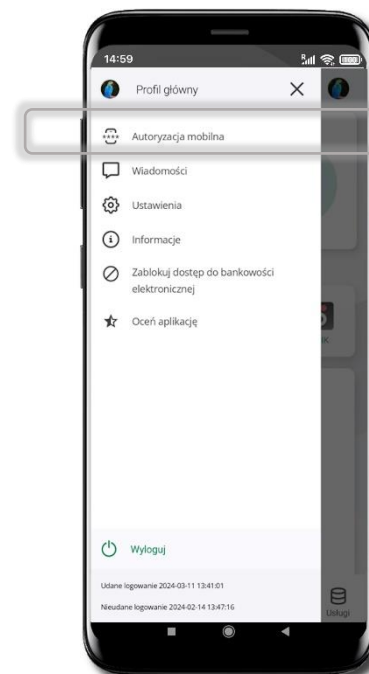 14:59
Profil główny
Autoryzacja mobilna
Wiadomości
Ustawienia
Informacje
Zablokuj dostęp do bankowości
elektronicznej
Oceń aplikację
Wyloguj
Udane logowanie 2024-03-11 13:41:01
Nieudane logowanie 2024-02-14 13:47:16
Usługi